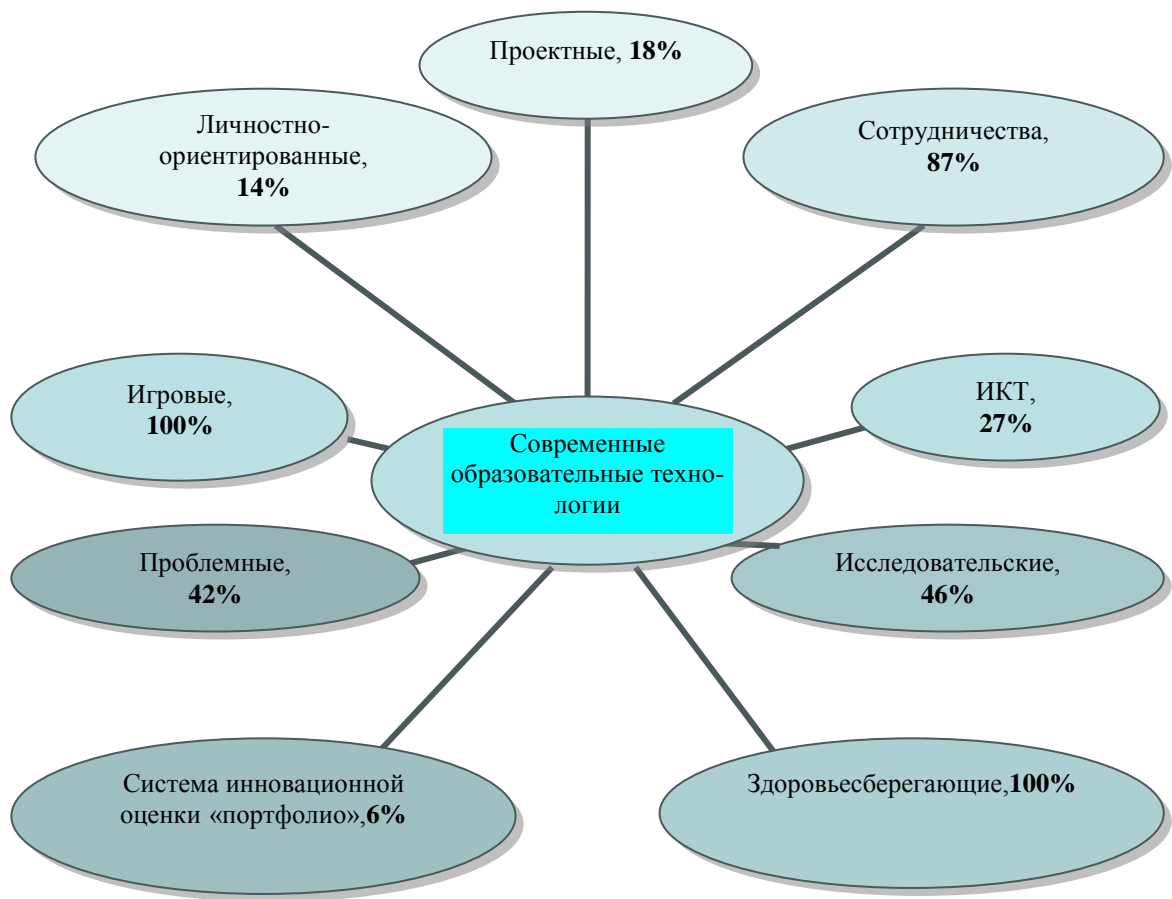 Проектные, 18%
Личностно-
ориентированные,
14%
Сотрудничества,
87%
Игровые,
100%
ИКТ,
27%
Современные
образовательные техно-
логии
Проблемные,
42%
Исследовательские,
46%
Система инновационной
оценки «портфолио»,6%
Здоровьесберегающие,100%